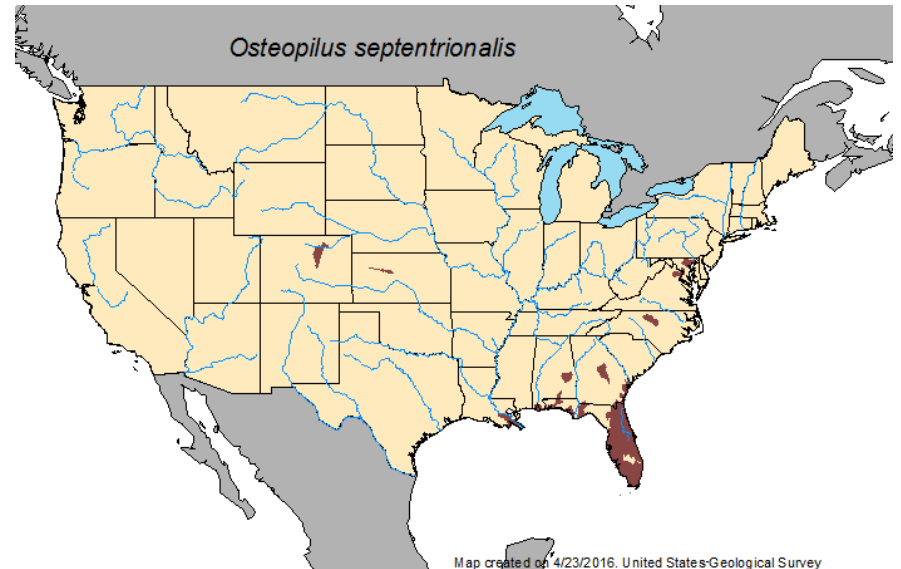 Osteopilus septentrionalis
Map created on 4/23/2016. United States Geological Survey